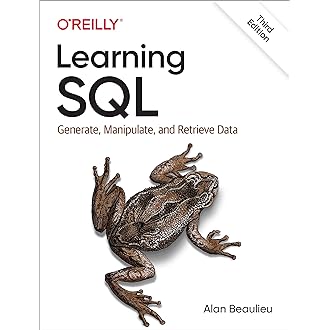 O'REILLY®
Third
Edition
Learning
SQL
Generate, Manipulate, and Retrieve Data
Alan Beaulieu